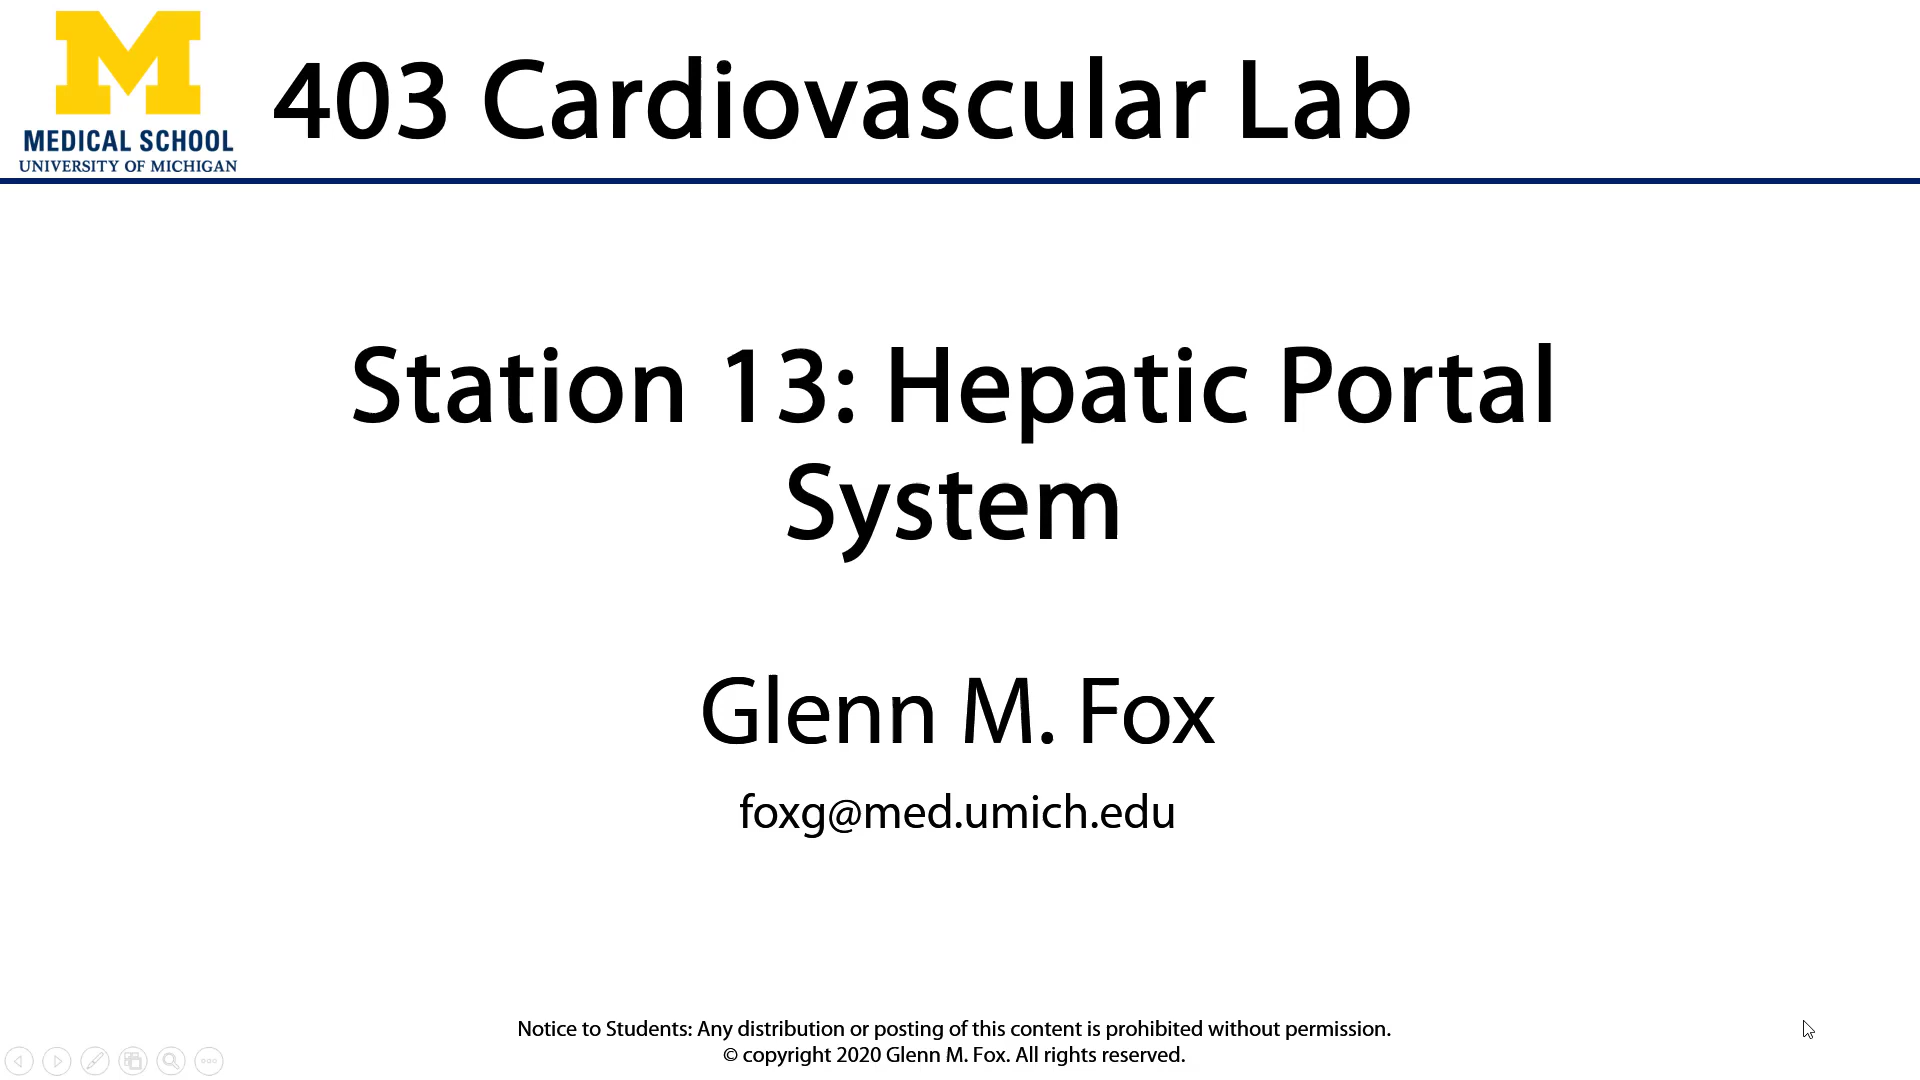 M
MEDICAL SCHOOL
UNIVERSITY OF MICHIGAN
403 Cardiovascular Lab
Station 13: Hepatic Portal
System
Glenn M. Fox
foxg@med.umich.edu
Notice to Students: Any distribution or posting of this content is prohibited without permission.
© copyright 2020 Glenn M. Fox. All rights reserved.